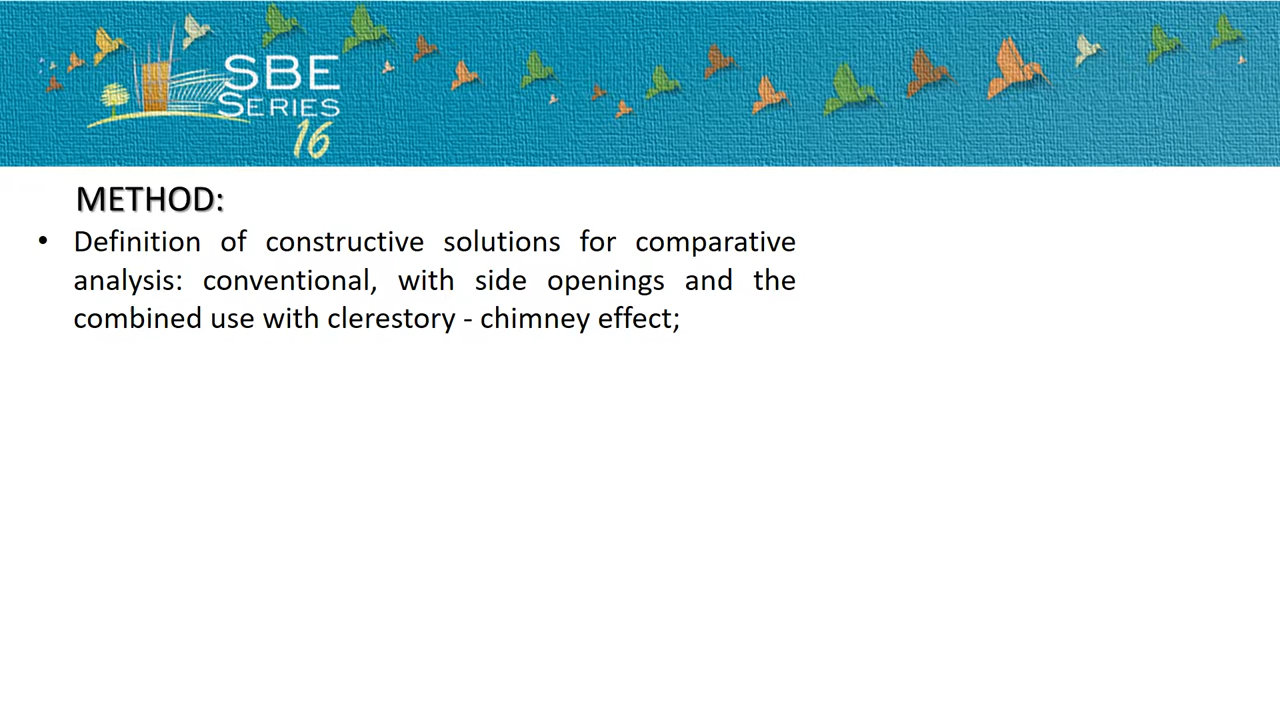 SBE
SERIES
16
METHOD:
• Definition of constructive solutions for comparative
analysis: conventional, with side openings and the
combined use with clerestory - chimney effect;